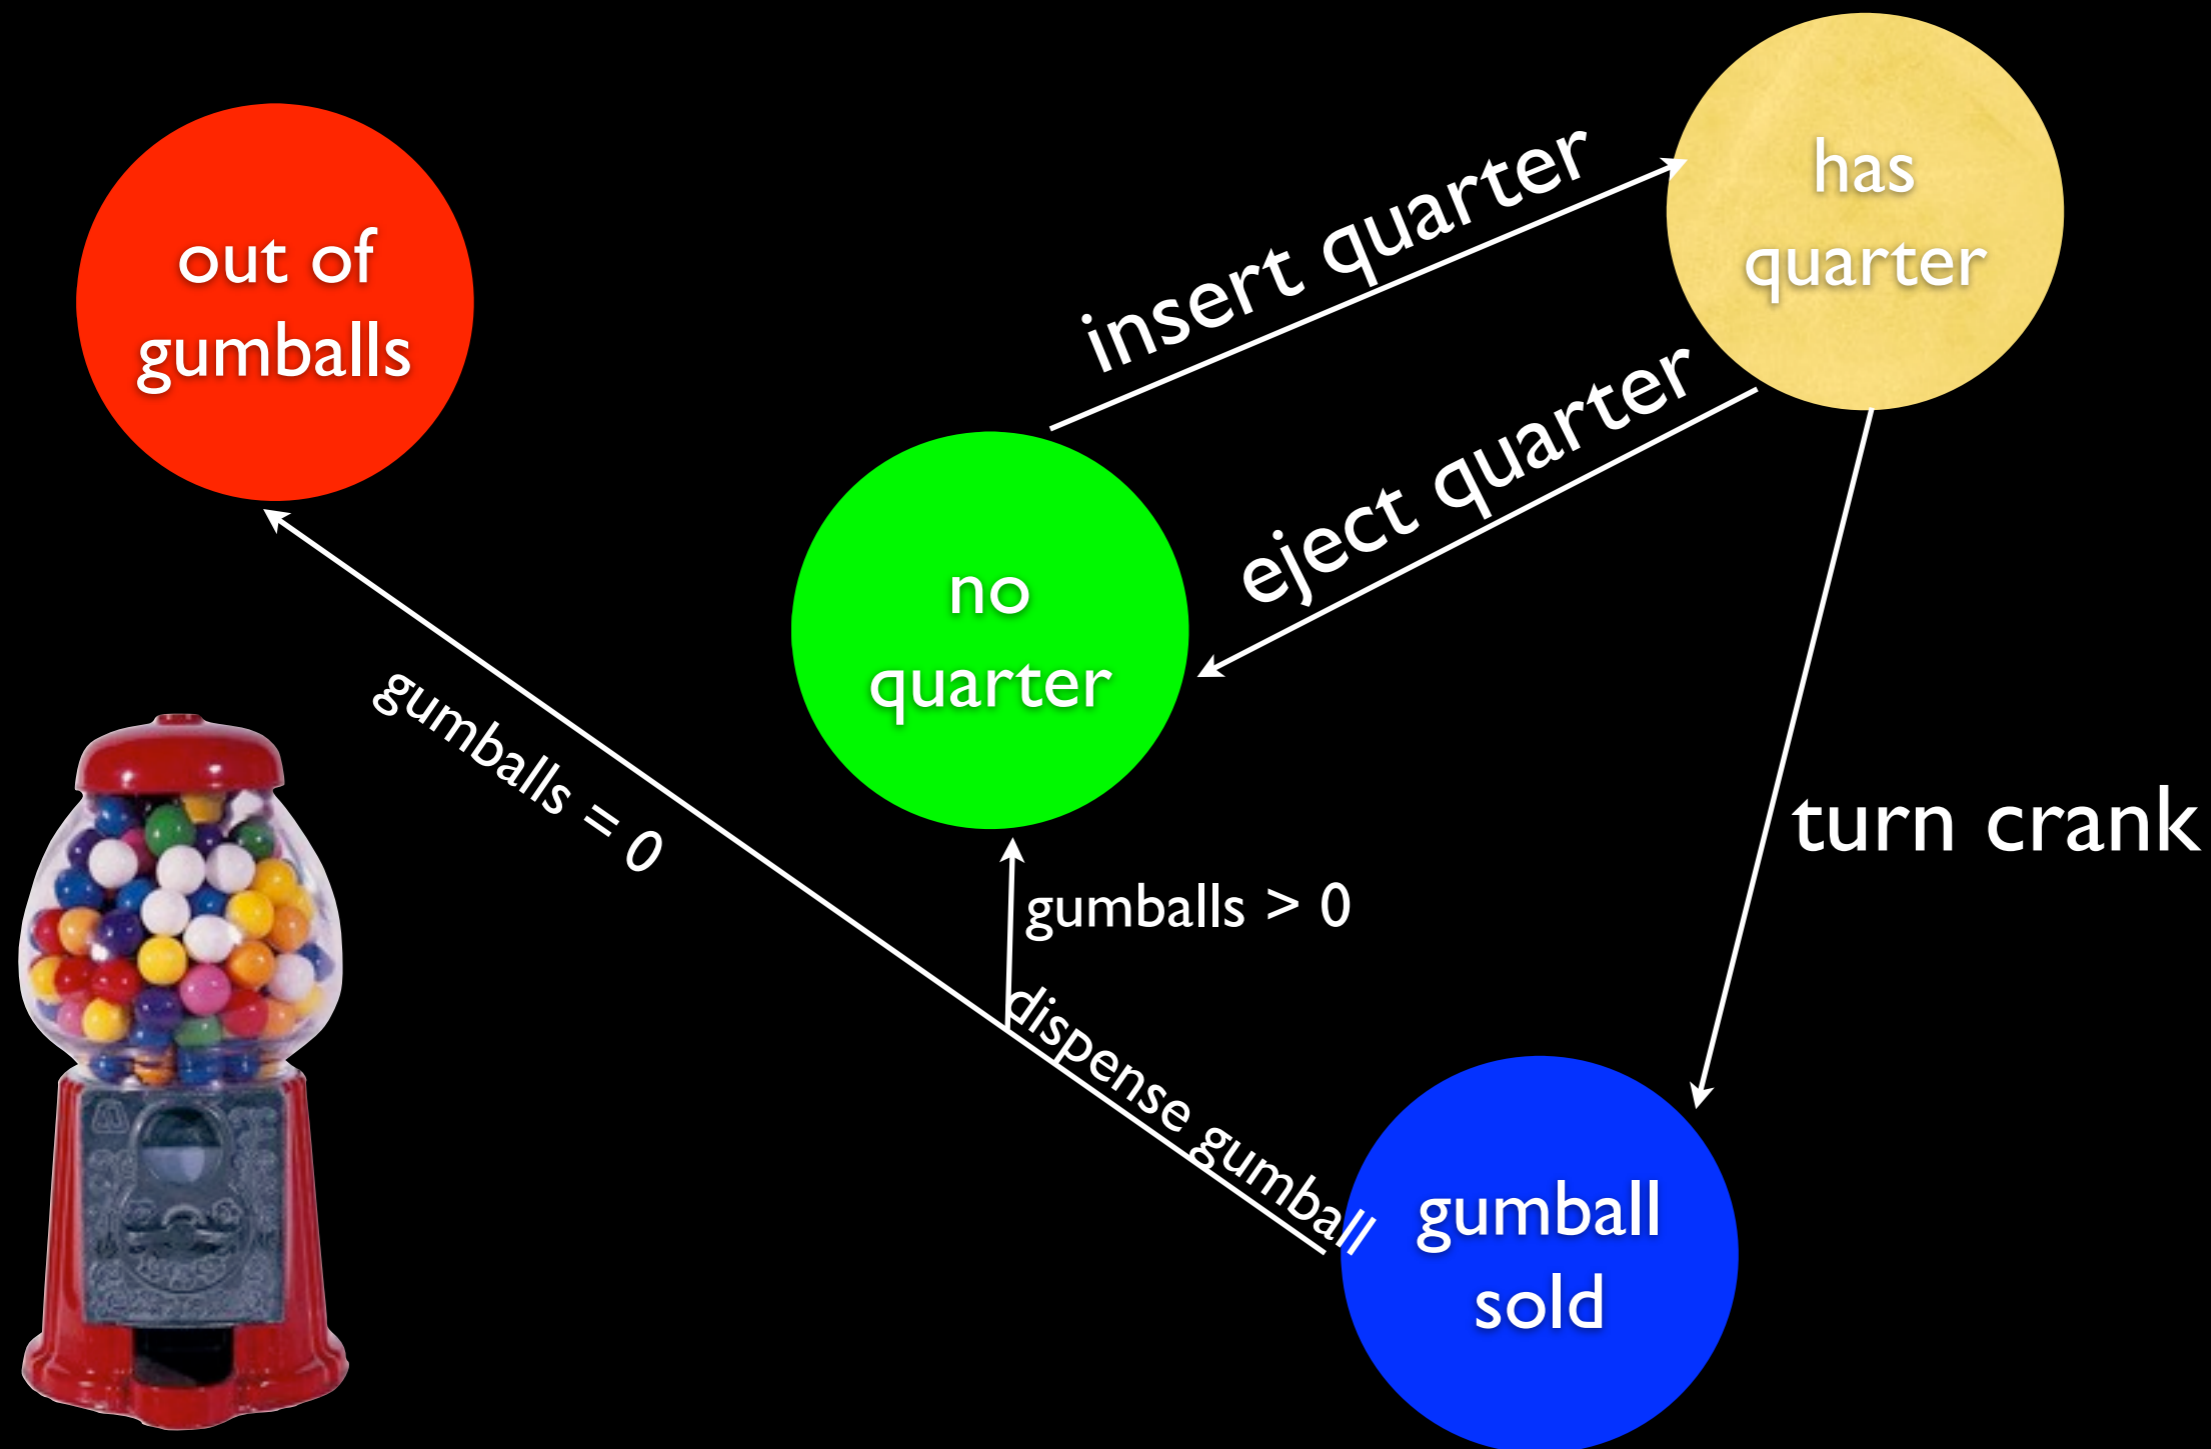 out of
gumballs
insert quarter
has
quarter
eject quarter
no
quarter
gumballs = 0
turn crank
gumballs > 0
dispense gumball
gumball
sold